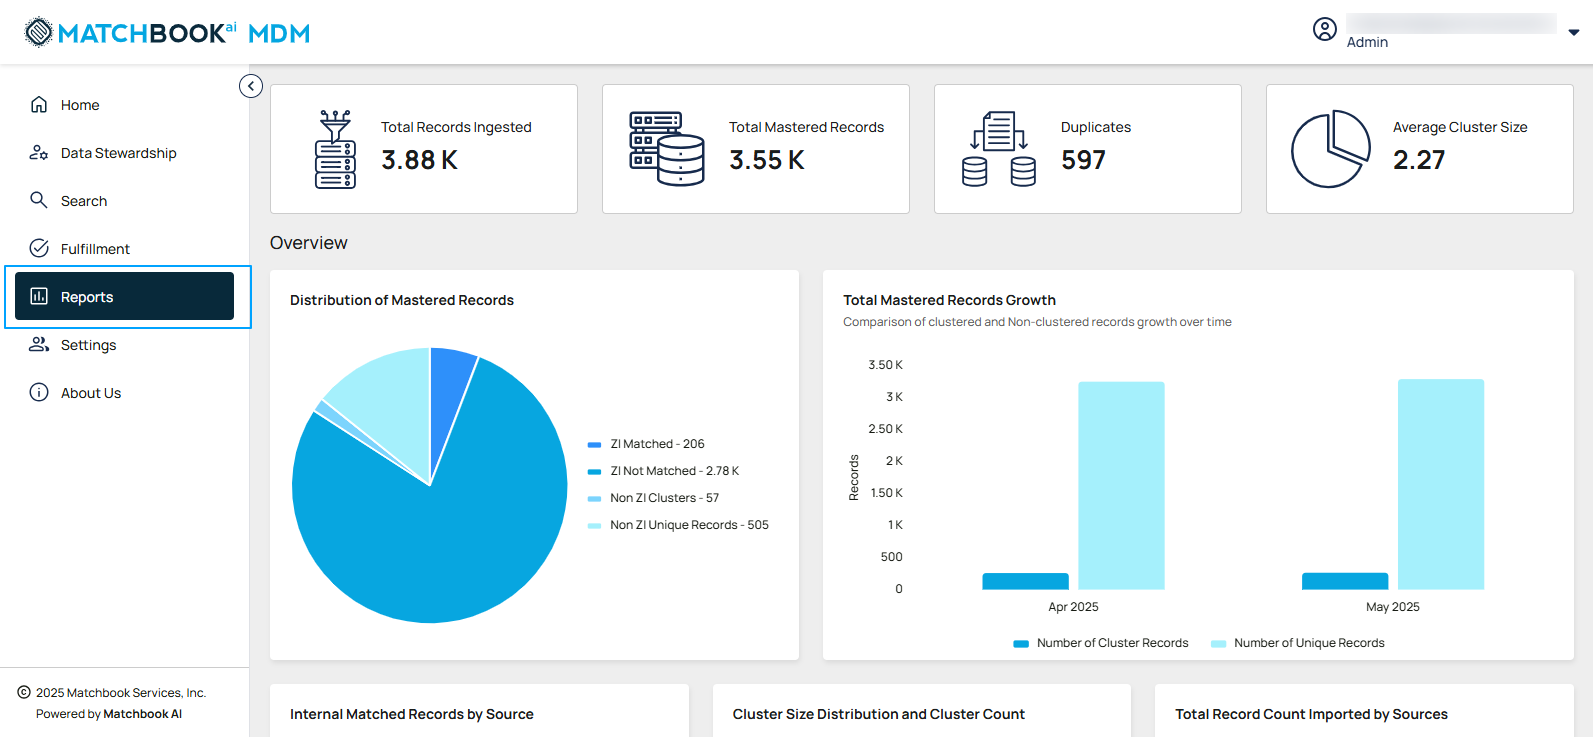 MATCHBOOKai MDM
Admin
Home
Data Stewardship
Search
Fulfillment
Reports
Settings
About Us
© 2025 Matchbook Services, Inc.
Powered by Matchbook AI
Total Records Ingested
3.88 K
Total Mastered Records
3.55 K
Duplicates
597
Average Cluster Size
2.27
Overview
Distribution of Mastered Records
ZI Matched - 206
ZI Not Matched - 2.78 K
Non ZI Clusters - 57
Non ZI Unique Records - 505
Total Mastered Records Growth
Comparison of clustered and Non-clustered records growth over time
Records
3.50 K
3 K
2.50 K
2 K
1.50 K
1 K
500
0
Apr 2025
May 2025
Number of Cluster Records
Number of Unique Records
Internal Matched Records by Source
Cluster Size Distribution and Cluster Count
Total Record Count Imported by Sources